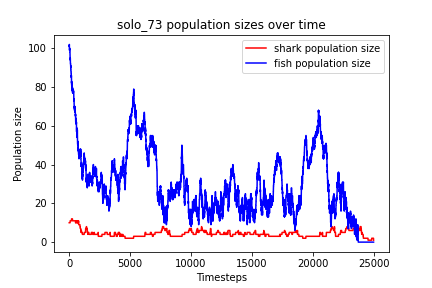 solo_73 population sizes over time
shark population size
fish population size
Population size
100
80
60
40
20
0
0 5000 10000 15000 20000 25000
Timesteps